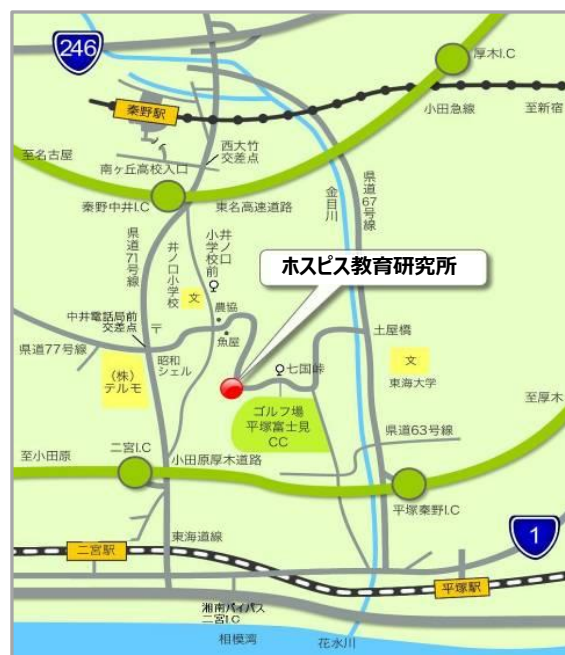 246
厚木I.C
秦野駅
小田急線
至新宿
西大竹
交差点
至名古屋
南ヶ丘高校入口
秦野中井I.C
東名高速道路
金目川
県道67号線
県道71号線
井ノ口小学校
井ノ口
小学校前
ホスピス教育研究所
文
農協
魚屋
中井電話局前
交差点
〒
県道77号線
昭和
シェル
土屋橋
文
東海大学
(株)
テルモ
七国峠
ゴルフ場
平塚富士見
CC
県道63号線
至厚木
至小田原
二宮I.C
小田原厚木道路
平塚秦野I.C
1
東海道線
二宮駅
平塚駅
湘南バイパス
二宮I.C
相模湾
花水川